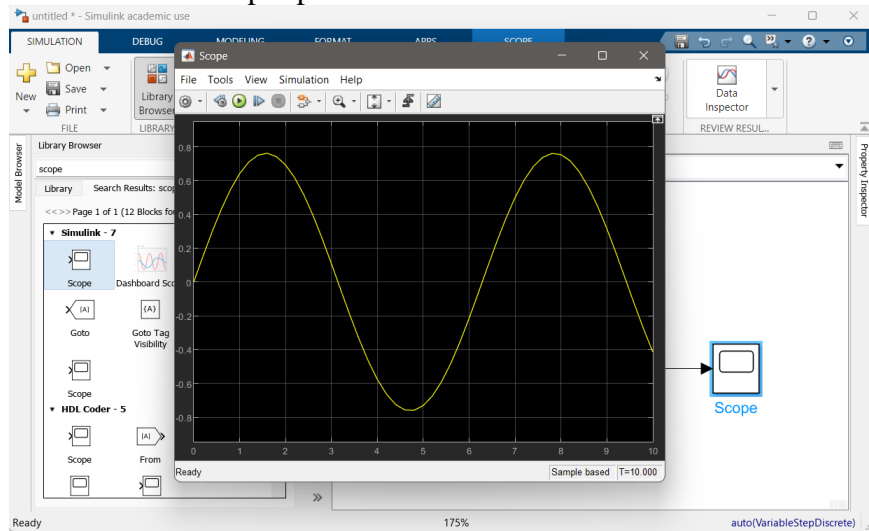 untitled * - Simulink academic use
SIMULATION DEBUG MODELING FORMAT APPS SCOPE
New
Open
Save
Print
FILE
Library
Browser
LIBRARY
Data
Inspector
REVIEW RESUL...
Model Browser
Property Inspector
Library Browser
scope
Library Search Results: scop
<< >> Page 1 of 1 (12 Blocks fo
Simulink - 7
Scope Dashboard Sco
[A] {A}
Goto Goto Tag
Visibility
Scope
HDL Coder - 5
[A]
Scope From
Scope
File Tools View Simulation Help
0.8
0.6
0.4
0.2
0
-0.2
-0.4
-0.6
-0.8
0 1 2 3 4 5 6 7 8 9 10
Ready Sample based T=10.000
Scope
»
Ready 175% auto(VariableStepDiscrete)